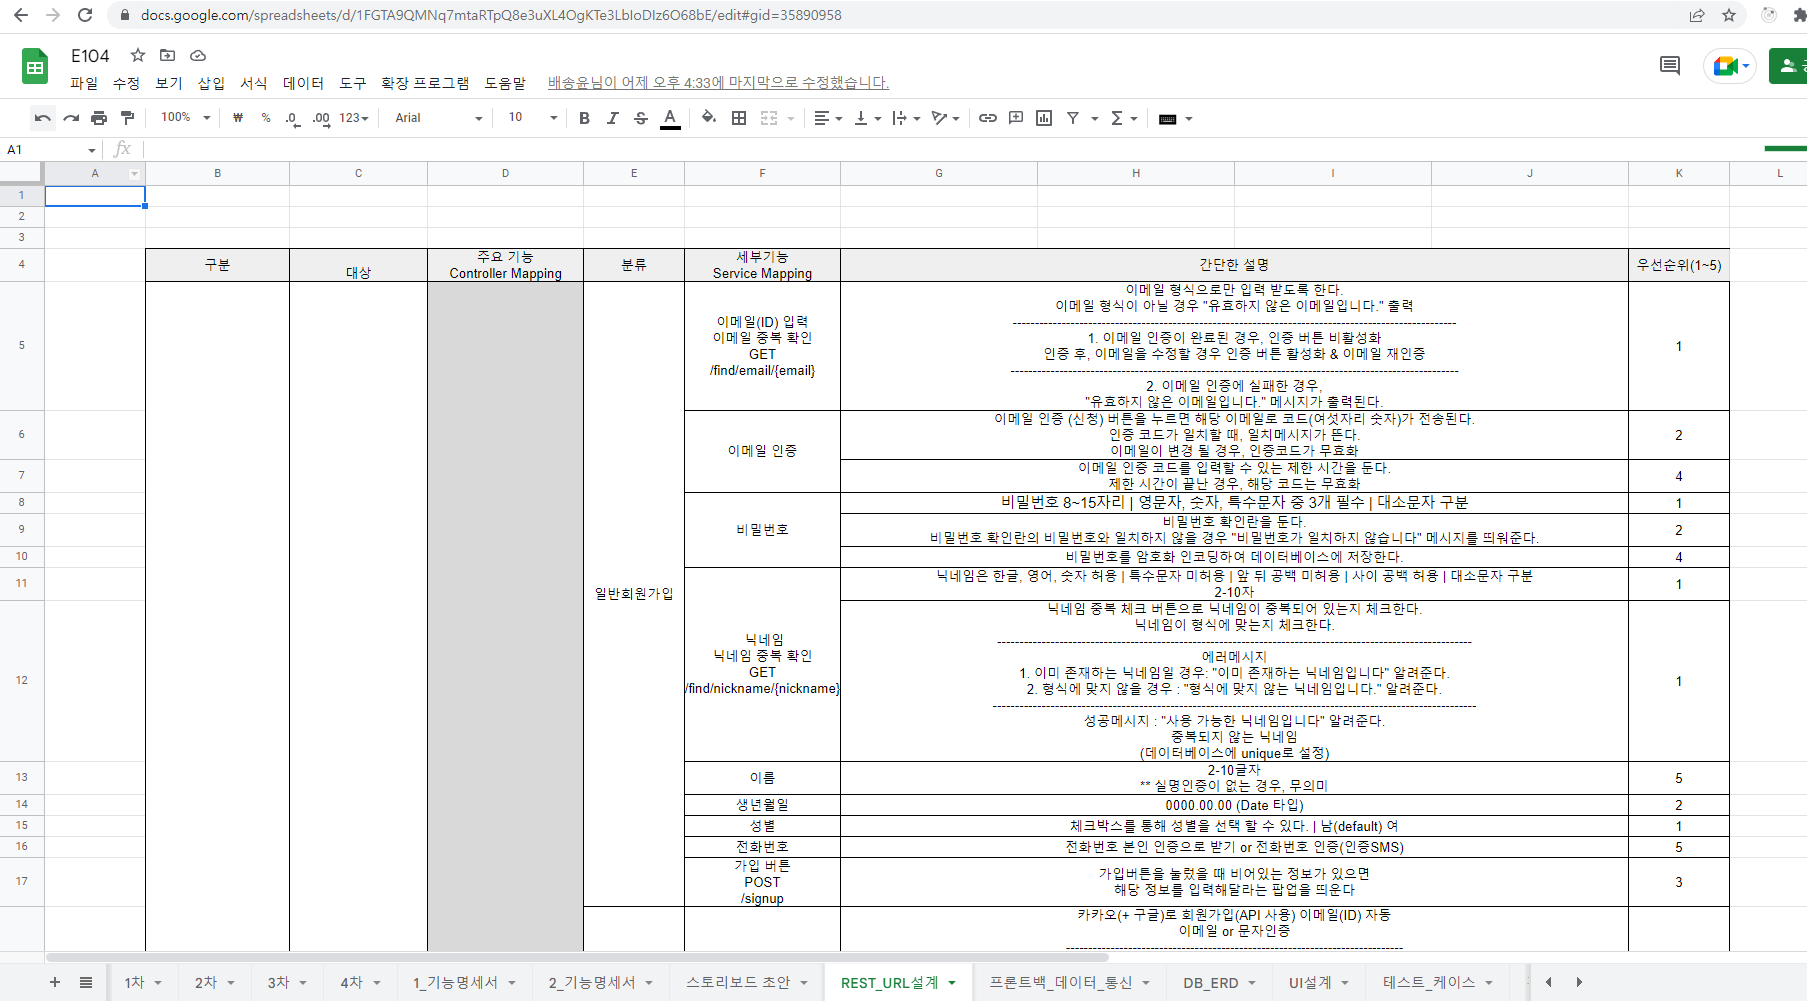 docs.google.com/spreadsheets/d/1FGTA9QMNq7mtaRTpQ8e3uXL4OgKTe3LbIoDIz6O68bE/edit#gid=35890958
E104
파일 수정 보기 삽입 서식 데이터 도구 확장 프로그램 도움말 배송윤님이 어제 오후 4:33에 마지막으로 수정했습니다.
100% ₩ % .0 .00 123 Arial 10 B I S A
A1 fx
A B C D E F G H I J K L
1
2
3
4
구분
대상
주요 기능
Controller Mapping
분류
세부기능
Service Mapping
간단한 설명
우선순위(1~5)
일반회원가입
5
이메일(ID) 입력
이메일 중복 확인
GET
/find/email/{email}
이메일 형식으로만 입력 받도록 한다.
이메일 형식이 아닐 경우 "유효하지 않은 이메일입니다." 출력
1. 이메일 인증이 완료된 경우, 인증 버튼 비활성화
인증 후, 이메일을 수정할 경우 인증 버튼 활성화 & 이메일 재인증
2. 이메일 인증에 실패한 경우,
"유효하지 않은 이메일입니다." 메시지가 출력된다.
1
6
이메일 인증
이메일 인증 (신청) 버튼을 누르면 해당 이메일로 코드(여섯자리 숫자)가 전송된다.
인증 코드가 일치할 때, 일치메시지가 뜬다.
이메일이 변경 될 경우, 인증코드가 무효화
2
7
이메일 인증 코드를 입력할 수 있는 제한 시간을 둔다.
제한 시간이 끝난 경우, 해당 코드는 무효화
4
8
비밀번호 8~15자리 | 영문자, 숫자, 특수문자 중 3개 필수 | 대소문자 구분
1
9
비밀번호
비밀번호 확인란을 둔다.
비밀번호 확인란의 비밀번호와 일치하지 않을 경우 "비밀번호가 일치하지 않습니다" 메시지를 띄워준다.
2
10
비밀번호를 암호화 인코딩하여 데이터베이스에 저장한다.
4
11
닉네임은 한글, 영어, 숫자 허용 | 특수문자 미허용 | 앞 뒤 공백 미허용 | 사이 공백 허용 | 대소문자 구분
2-10자
1
12
닉네임
닉네임 중복 확인
GET
/find/nickname/{nickname}
닉네임 중복 체크 버튼으로 닉네임이 중복되어 있는지 체크한다.
닉네임이 형식에 맞는지 체크한다.
에러메시지
1. 이미 존재하는 닉네임일 경우: "이미 존재하는 닉네임입니다" 알려준다.
2. 형식에 맞지 않을 경우 : "형식에 맞지 않는 닉네임입니다." 알려준다.
성공메시지 : "사용 가능한 닉네임입니다" 알려준다.
중복되지 않는 닉네임
(데이터베이스에 unique로 설정)
1
13
이름
2-10글자
** 실명인증이 없는 경우, 무의미
5
14
생년월일
0000.00.00 (Date 타입)
2
15
성별
체크박스를 통해 성별을 선택 할 수 있다. | 남(default) 여
1
16
전화번호
전화번호 본인 인증으로 받기 or 전화번호 인증(인증SMS)
5
17
가입 버튼
POST
/signup
가입버튼을 눌렀을 때 비어있는 정보가 있으면
해당 정보를 입력해달라는 팝업을 띄운다
3
카카오(+ 구글)로 회원가입(API 사용) 이메일(ID) 자동
이메일 or 문자인증
1차 2차 3차 4차 1_기능명세서 2_기능명세서 스토리보드 초안 REST_URL설계 프론트백_데이터_통신 DB_ERD UI설계 테스트_케이스